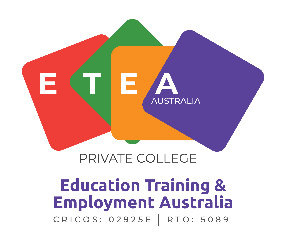 E T E A
AUSTRALIA
PRIVATE COLLEGE
Education Training &
Employment Australia
CRICOS: 02925E | RTO: 5089